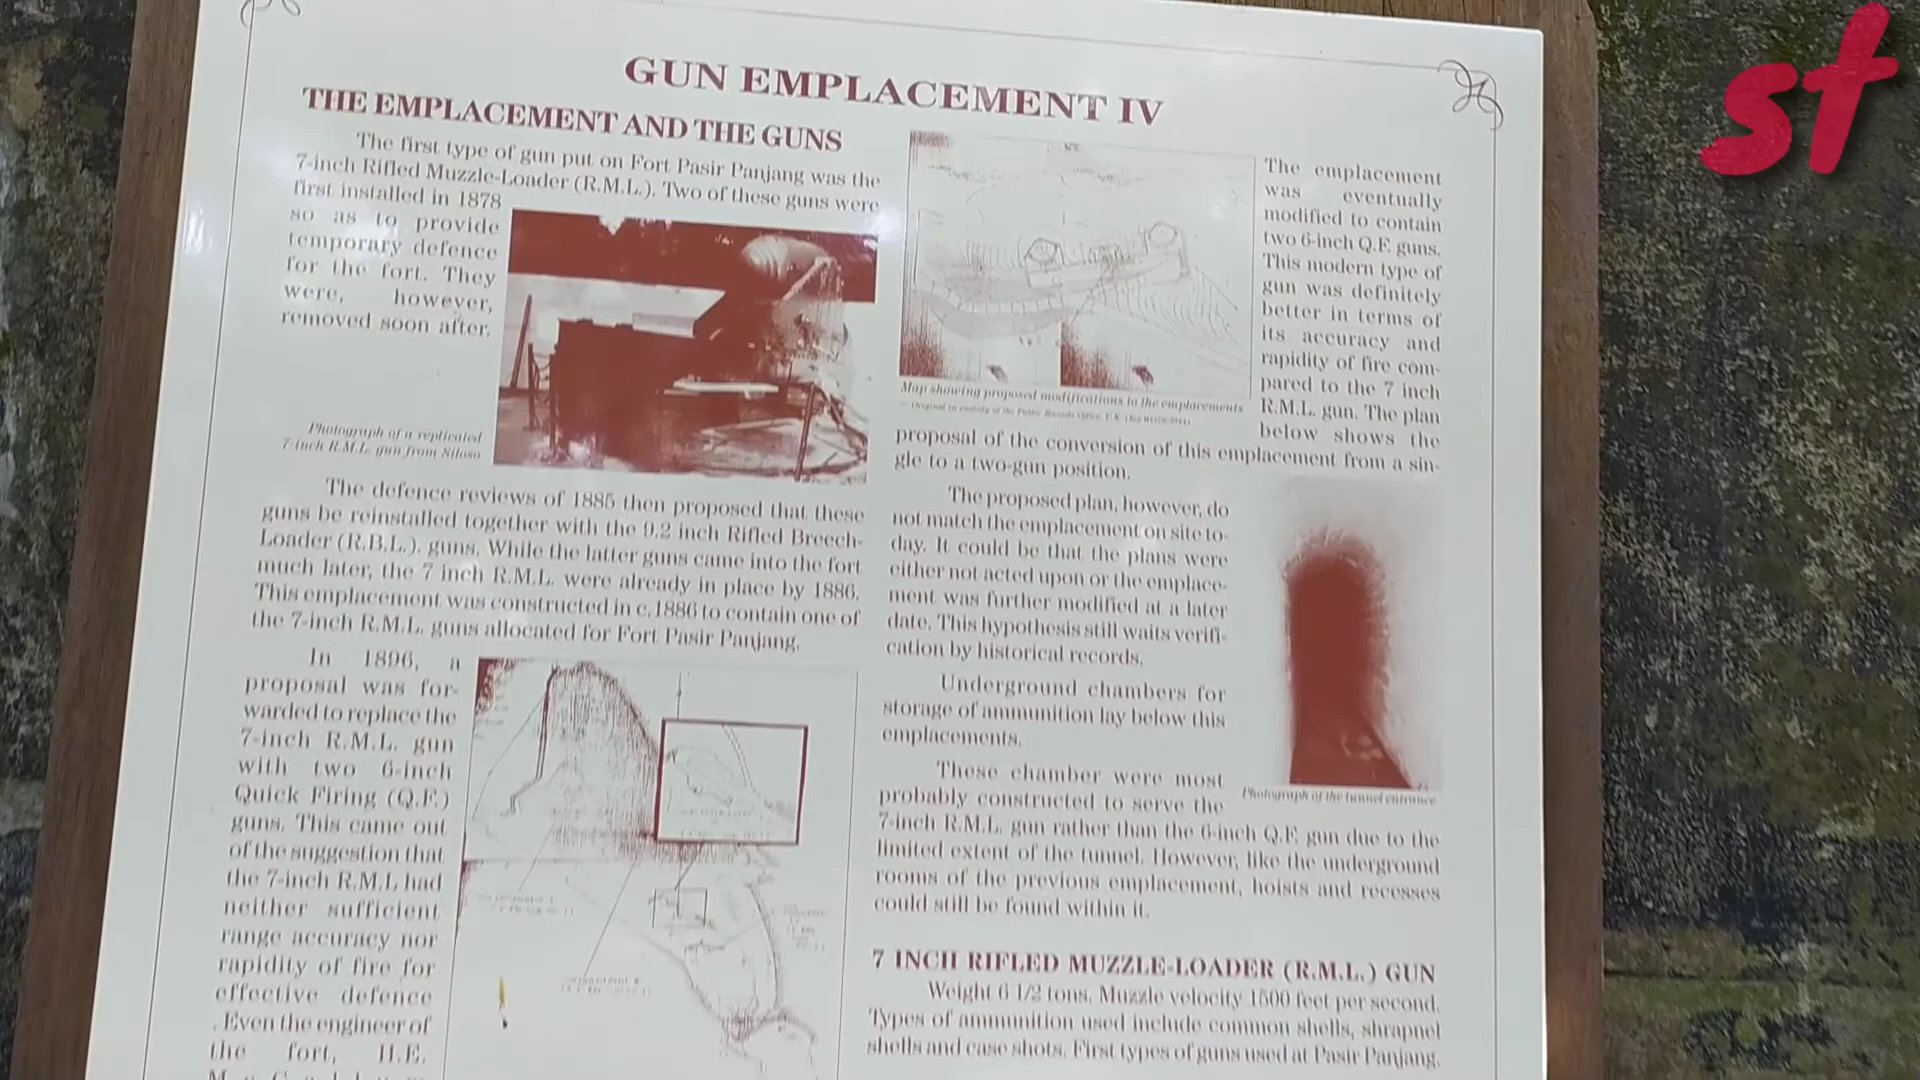 st
GUN EMPLACEMENT IV
THE EMPLACEMENT AND THE GUNS
The first type of gun put on Fort Pasir Panjang was the
7-inch Rifled Muzzle-Loader (R.M.L.). Two of these guns were
first installed in 1878
so as to provide
temporary defence
for the fort. They
were, however,
removed soon after.
Photograph of a replicated
7-inch R.M.L. gun from Siloso
The defence reviews of 1885 then proposed that these
guns be reinstalled together with the 9.2 inch Rifled Breech-
Loader (R.B.L.). guns. While the latter guns came into the fort
much later, the 7 inch R.M.L. were already in place by 1886.
This emplacement was constructed in c.1886 to contain one of
the 7-inch R.M.L. guns allocated for Fort Pasir Panjang.
In 1896, a
proposal was for-
warded to replace the
7-inch R.M.L. gun
with two 6-inch
Quick Firing (Q.F.)
guns. This came out
of the suggestion that
the 7-inch R.M.L had
neither sufficient
range accuracy nor
rapidity of fire for
effective defence
. Even the engineer of
the fort, H.E.
Map showing proposed modifications to the emplacements
The emplacement
was eventually
modified to contain
two 6-inch Q.F. guns.
This modern type of
gun was definitely
better in terms of
its accuracy and
rapidity of fire com-
pared to the 7 inch
R.M.L. gun. The plan
below shows the
proposal of the conversion of this emplacement from a sin-
gle to a two-gun position.
The proposed plan, however, do
not match the emplacement on site to-
day. It could be that the plans were
either not acted upon or the emplace-
ment was further modified at a later
date. This hypothesis still waits verifi-
cation by historical records.
Underground chambers for
storage of ammunition lay below this
emplacements.
These chamber were most
probably constructed to serve the
7-inch R.M.L. gun rather than the 6-inch Q.F. gun due to the
limited extent of the tunnel. However, like the underground
rooms of the previous emplacement, hoists and recesses
could still be found within it.
Photograph of the tunnel entrance
7 INCH RIFLED MUZZLE-LOADER (R.M.L.) GUN
Weight 6 1/2 tons. Muzzle velocity 1500 feet per second.
Types of ammunition used include common shells, shrapnel
shells and case shots. First types of guns used at Pasir Panjang.